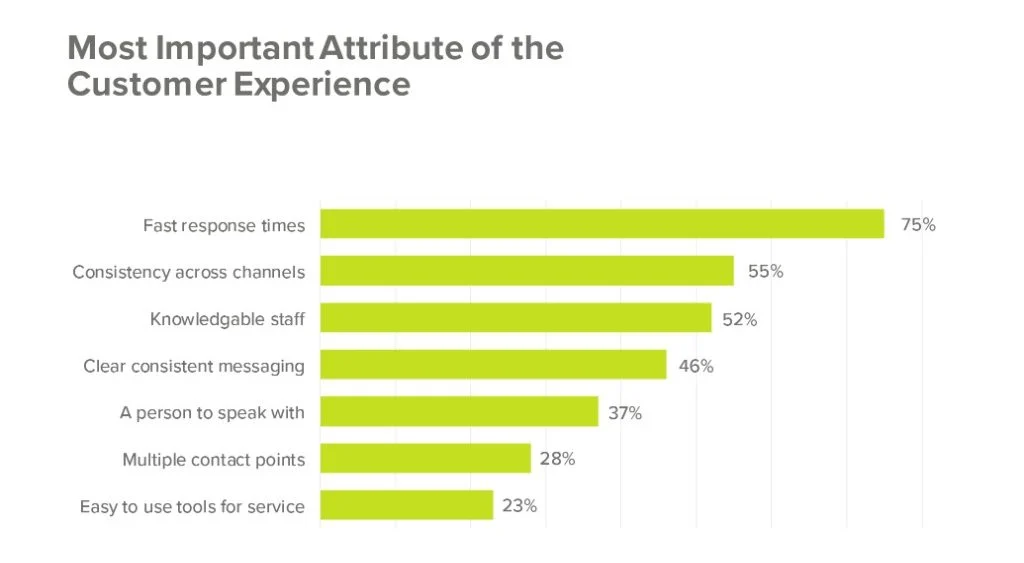 Most Important Attribute of the
Customer Experience
Fast response times 75%
Consistency across channels 55%
Knowledgable staff 52%
Clear consistent messaging 46%
A person to speak with 37%
Multiple contact points 28%
Easy to use tools for service 23%